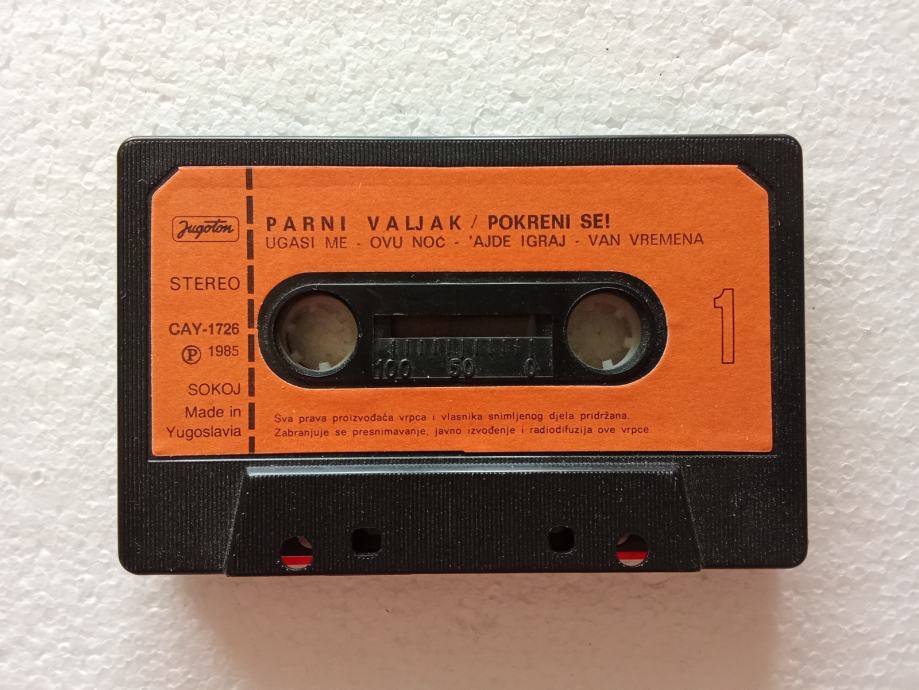 Jugoton
STEREO
CAY-1726
Ⓟ 1985
SOKOJ
Made in
Yugoslavia
PARNI VALJAK / POKRENI SE!
UGASI ME - OVU NOĆ - 'AJDE IGRAJ - VAN VREMENA
100 50 0
1
Sva prava proizvođača vrpca i vlasnika snimljenog djela pridržana.
Zabranjuje se presnimavanje, javno izvođenje i radiodifuzija ove vrpce